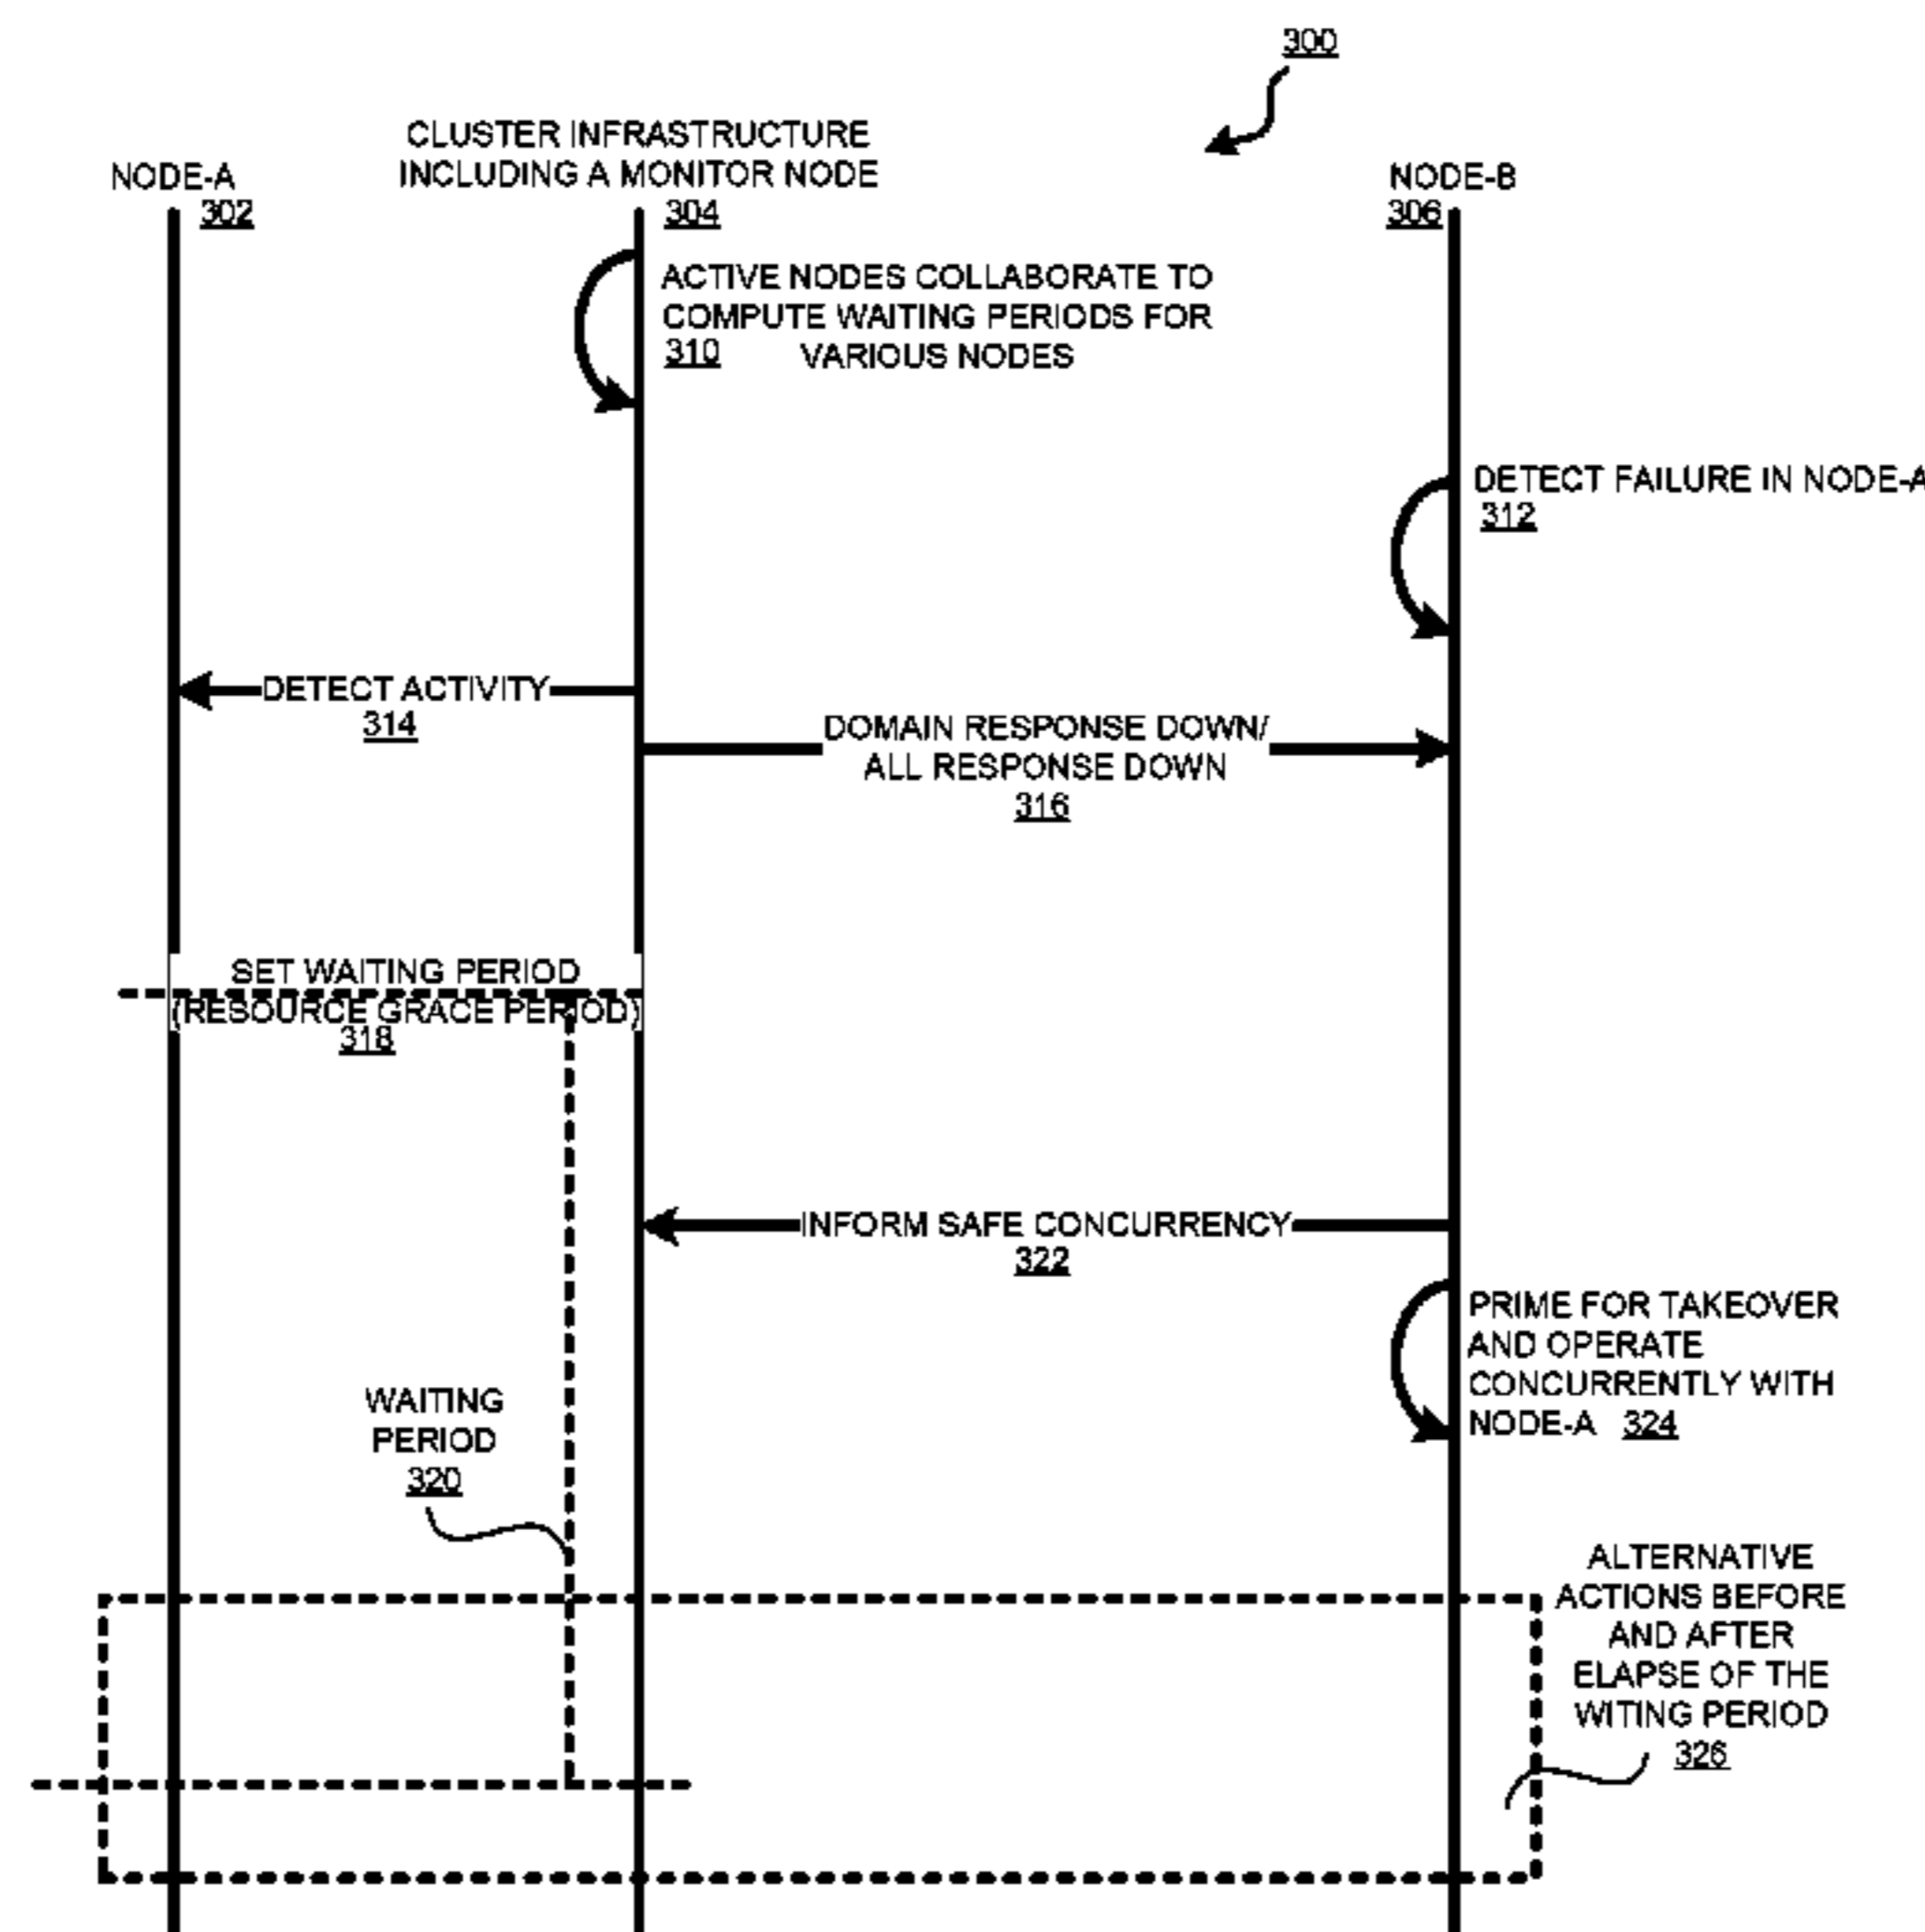 300
CLUSTER INFRASTRUCTURE
INCLUDING A MONITOR NODE
304
NODE-A
302
NODE-B
306
ACTIVE NODES COLLABORATE TO
COMPUTE WAITING PERIODS FOR
310 VARIOUS NODES
DETECT FAILURE IN NODE-A
312
DETECT ACTIVITY
314
DOMAIN RESPONSE DOWN/
ALL RESPONSE DOWN
316
SET WAITING PERIOD
(RESOURCE GRACE PERIOD)
318
INFORM SAFE CONCURRENCY
322
PRIME FOR TAKEOVER
AND OPERATE
CONCURRENTLY WITH
NODE-A 324
WAITING
PERIOD
320
ALTERNATIVE
ACTIONS BEFORE
AND AFTER
ELAPSE OF THE
WITING PERIOD
326